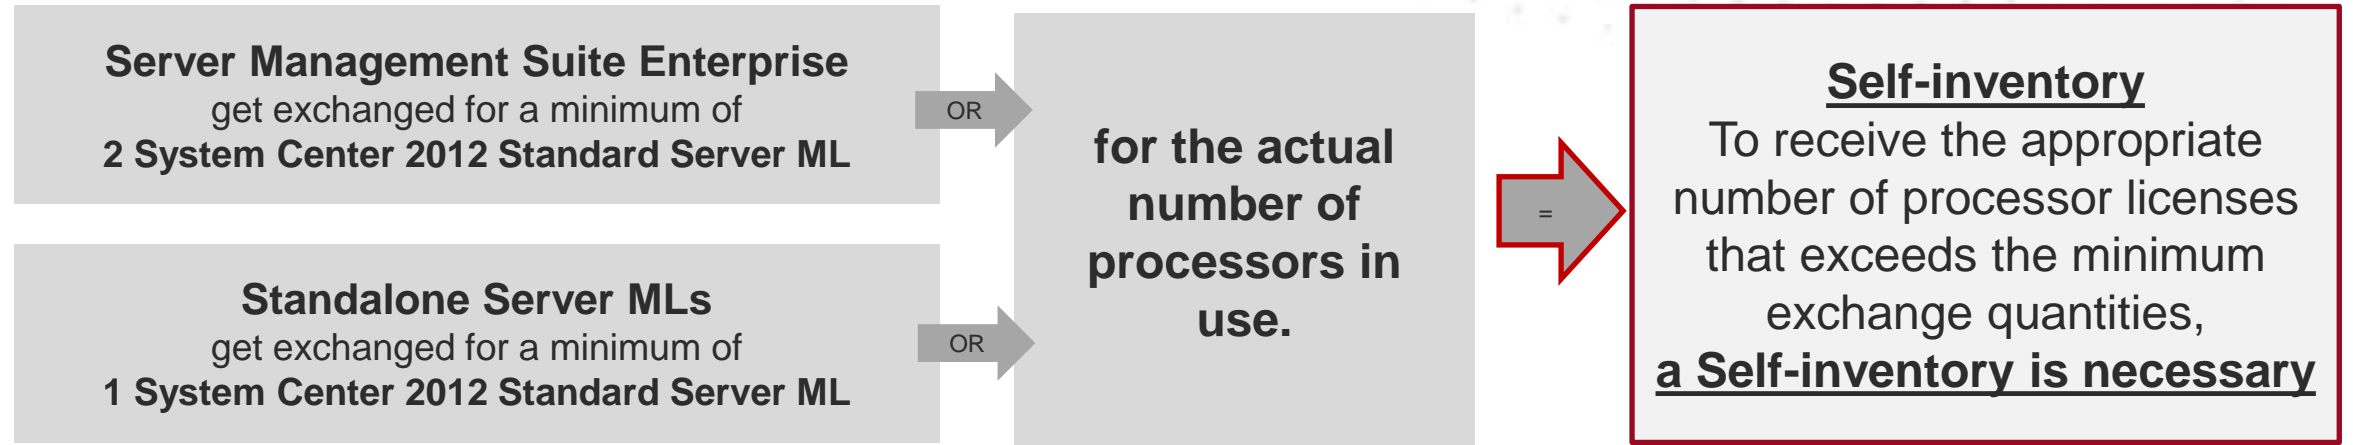 Server Management Suite Enterprise
get exchanged for a minimum of
2 System Center 2012 Standard Server ML
OR
Standalone Server MLs
get exchanged for a minimum of
1 System Center 2012 Standard Server ML
OR
for the actual
number of
processors in
use.
=
Self-inventory
To receive the appropriate
number of processor licenses
that exceeds the minimum
exchange quantities,
a Self-inventory is necessary